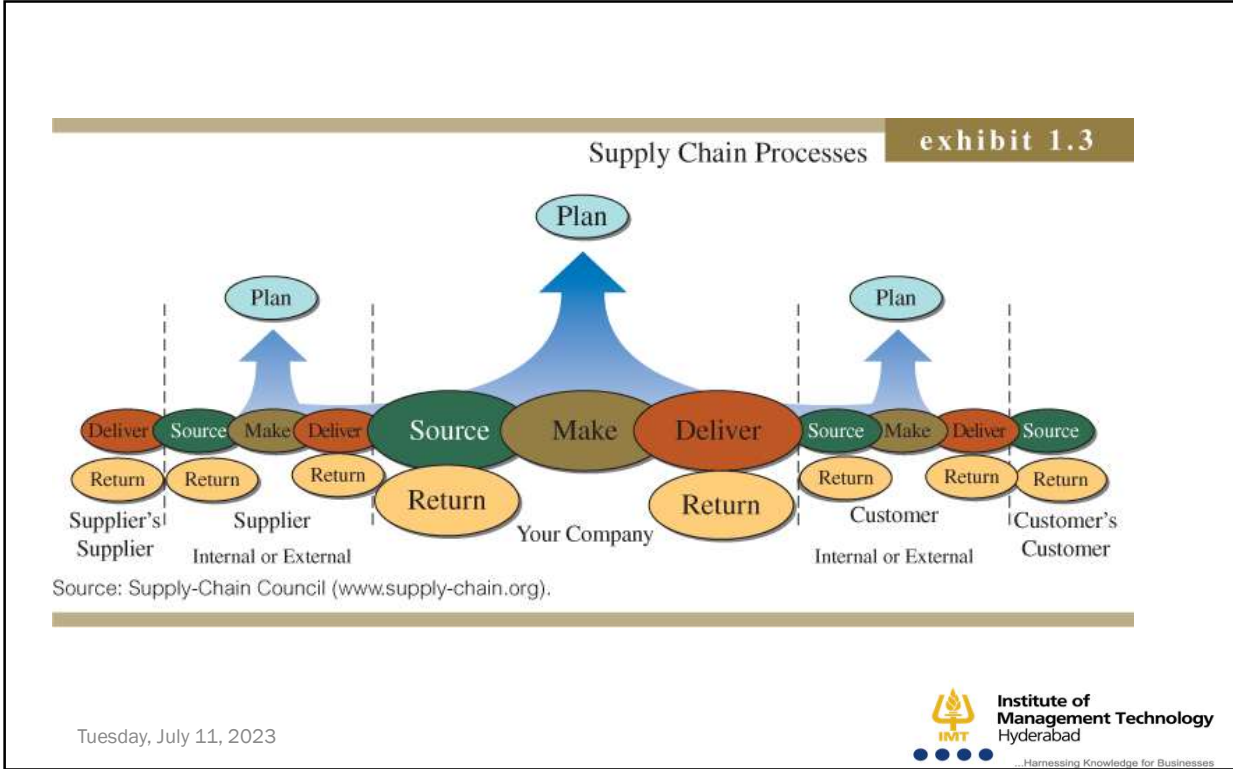 exhibit 1.3
Supply Chain Processes
Plan
Plan
Plan
Deliver Source Make Deliver Source Make Deliver Source Make Deliver Source
Return Return Return Return Return Return Return Return
Supplier's
Supplier
Supplier
Internal or External
Your Company
Customer
Internal or External
Customer's
Customer
Source: Supply-Chain Council (www.supply-chain.org).
Tuesday, July 11, 2023
IMT
Institute of
Management Technology
Hyderabad
...Harnessing Knowledge for Businesses